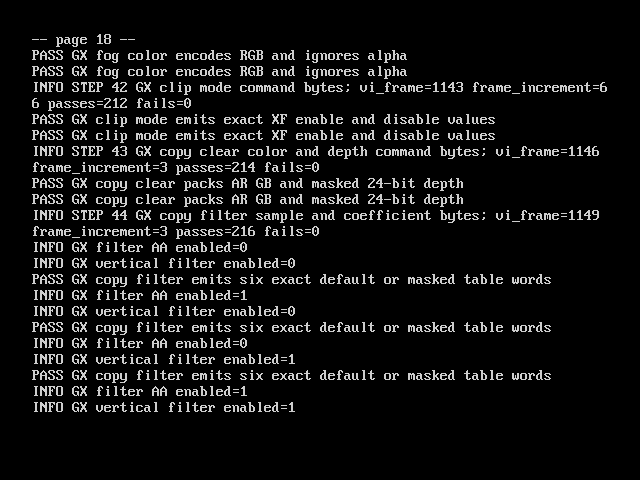 -- page 18 --
PASS GX fog color encodes RGB and ignores alpha
PASS GX fog color encodes RGB and ignores alpha
INFO STEP 42 GX clip mode command bytes; vi_frame=1143 frame_increment=6
6 passes=212 fails=0
PASS GX clip mode emits exact XF enable and disable values
PASS GX clip mode emits exact XF enable and disable values
INFO STEP 43 GX copy clear color and depth command bytes; vi_frame=1146
frame_increment=3 passes=214 fails=0
PASS GX copy clear packs AR GB and masked 24-bit depth
PASS GX copy clear packs AR GB and masked 24-bit depth
INFO STEP 44 GX copy filter sample and coefficient bytes; vi_frame=1149
frame_increment=3 passes=216 fails=0
INFO GX filter AA enabled=0
INFO GX vertical filter enabled=0
PASS GX copy filter emits six exact default or masked table words
INFO GX filter AA enabled=1
INFO GX vertical filter enabled=0
PASS GX copy filter emits six exact default or masked table words
INFO GX filter AA enabled=0
INFO GX vertical filter enabled=1
PASS GX copy filter emits six exact default or masked table words
INFO GX filter AA enabled=1
INFO GX vertical filter enabled=1